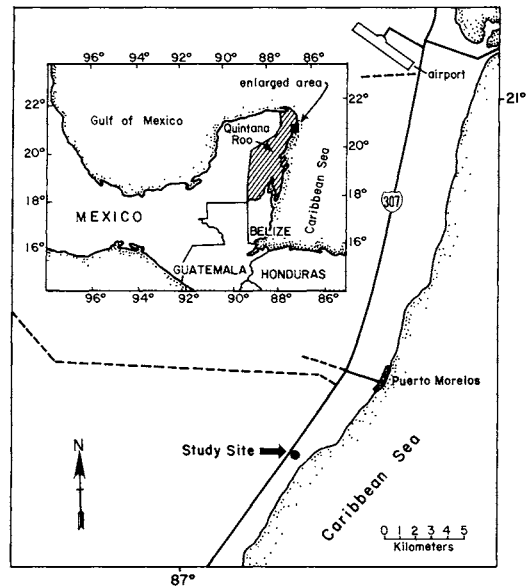 96° 94° 92° 90° 88° 86°
enlarged area
airport
22°
22°
21°
Gulf of Mexico
Quintana
Roo
20°
20°
Caribbean Sea
18°
18°
307
MEXICO
BELIZE
16°
16°
GUATEMALA
HONDURAS
96° 94° 92° 90° 87° 85°
Puerto Morelos
N
Study Site
Caribbean Sea
0 1 2 3 4 5
Kilometers
87°